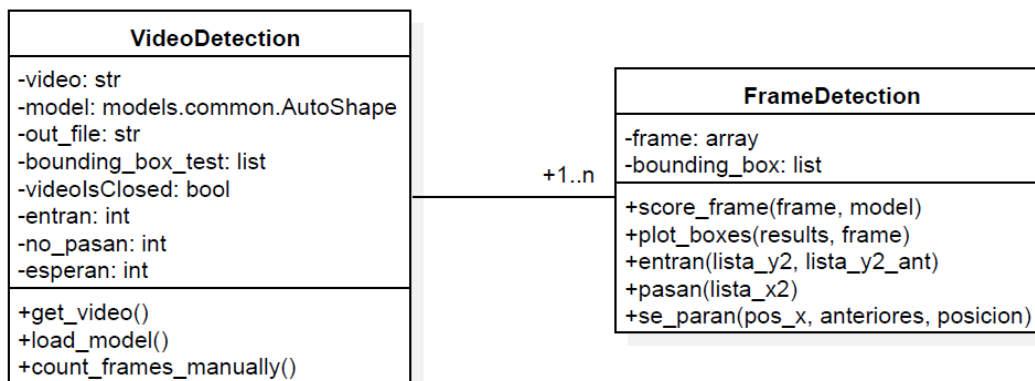 VideoDetection
-video: str
-model: models.common.AutoShape
-out_file: str
-bounding_box_test: list
-videoIsClosed: bool
-entran: int
-no_pasan: int
-esperan: int
+get_video()
+load_model()
+count_frames_manually()
+1..n
FrameDetection
-frame: array
-bounding_box: list
+score_frame(frame, model)
+plot_boxes(results, frame)
+entran(lista_y2, lista_y2_ant)
+pasan(lista_x2)
+se_paran(pos_x, anteriores, posicion)